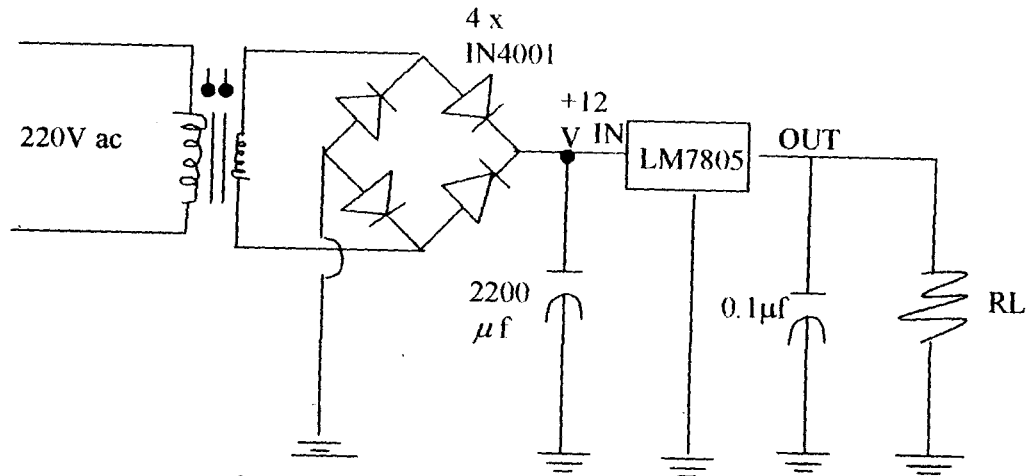 4 x
IN4001
220V ac
+12
V IN
LM7805
OUT
2200
μf
0.1μf
RL